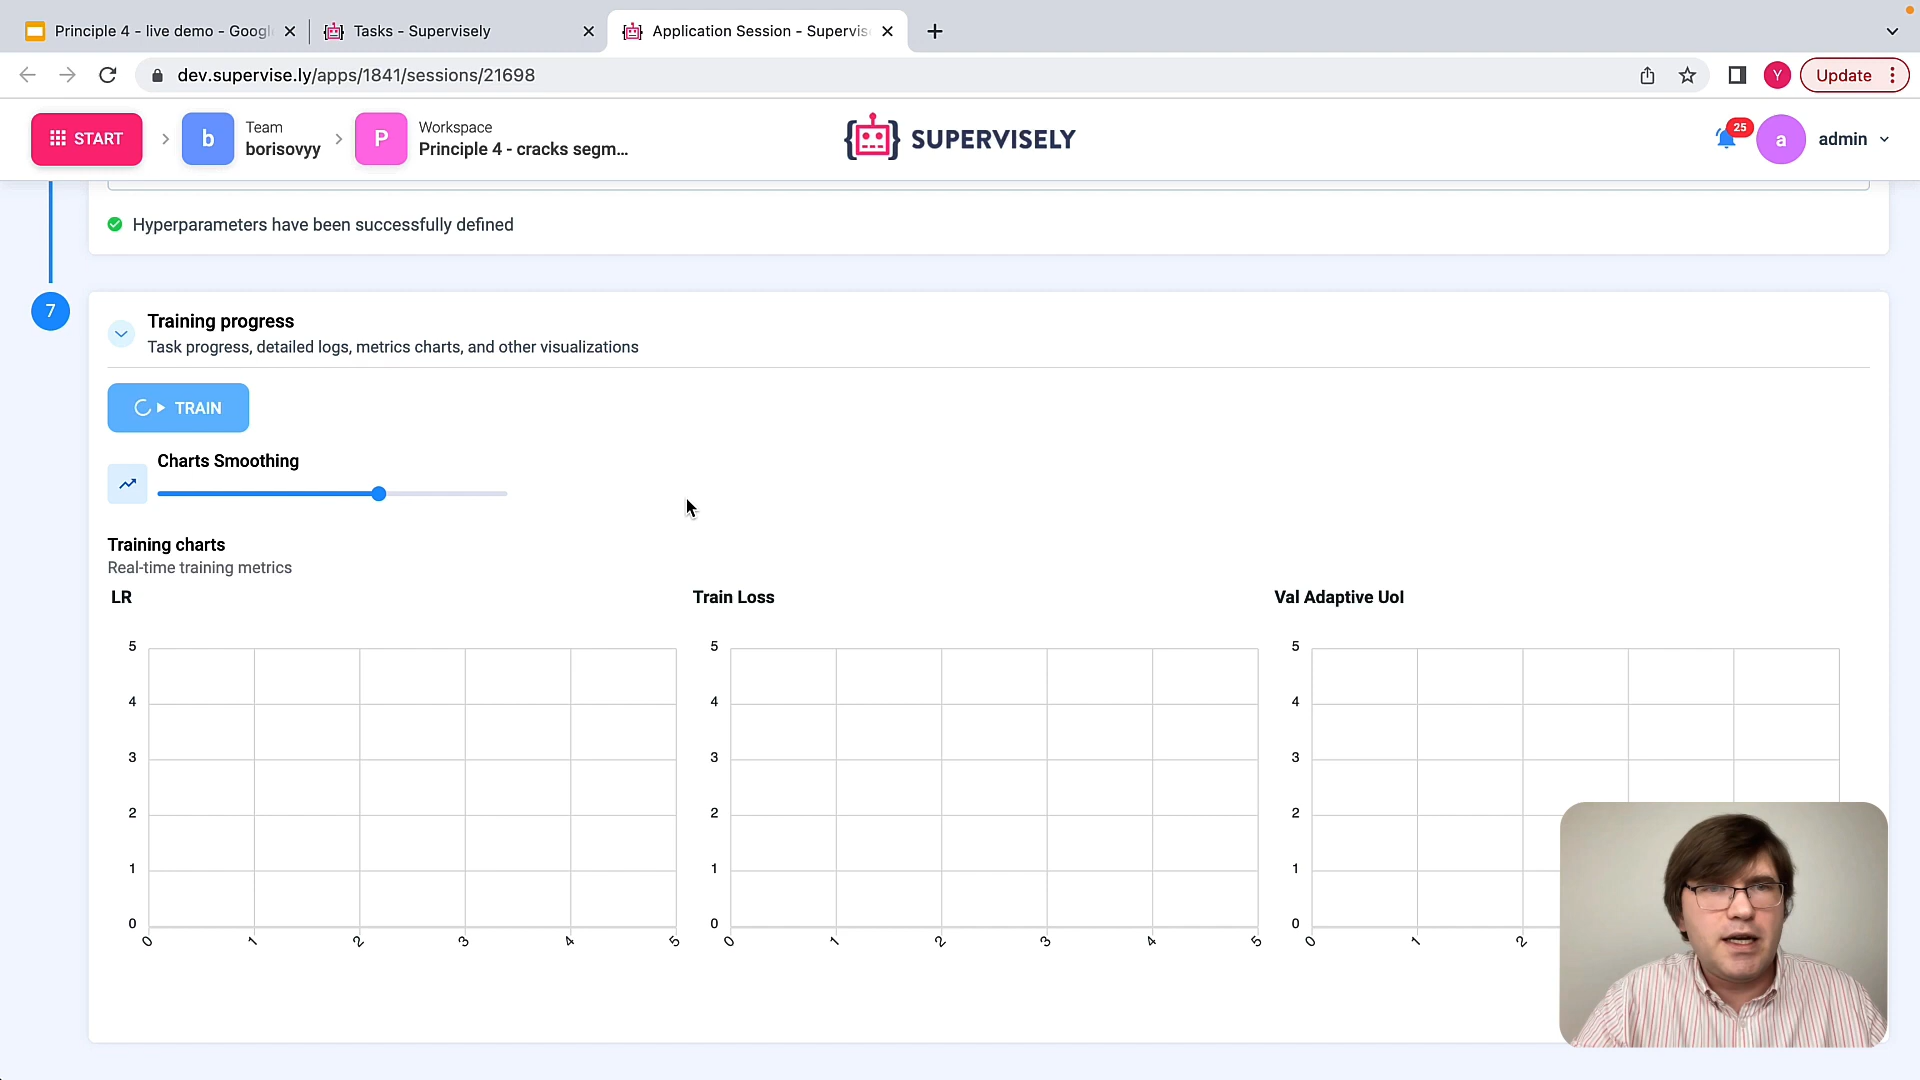 Principle 4 - live demo - Googl
Tasks - Supervisely
Application Session - Supervis
dev.supervise.ly/apps/1841/sessions/21698
Y
Update
START
b
Team
borisovyy
P
Workspace
Principle 4 - cracks segm...
SUPERVISELY
25
a
admin
Hyperparameters have been successfully defined
7
Training progress
Task progress, detailed logs, metrics charts, and other visualizations
TRAIN
Charts Smoothing
Training charts
Real-time training metrics
LR
5
4
3
2
1
0
0 1 2 3 4 5
Train Loss
5
4
3
2
1
0
0 1 2 3 4 5
Val Adaptive UoI
5
4
3
2
1
0
0 1 2